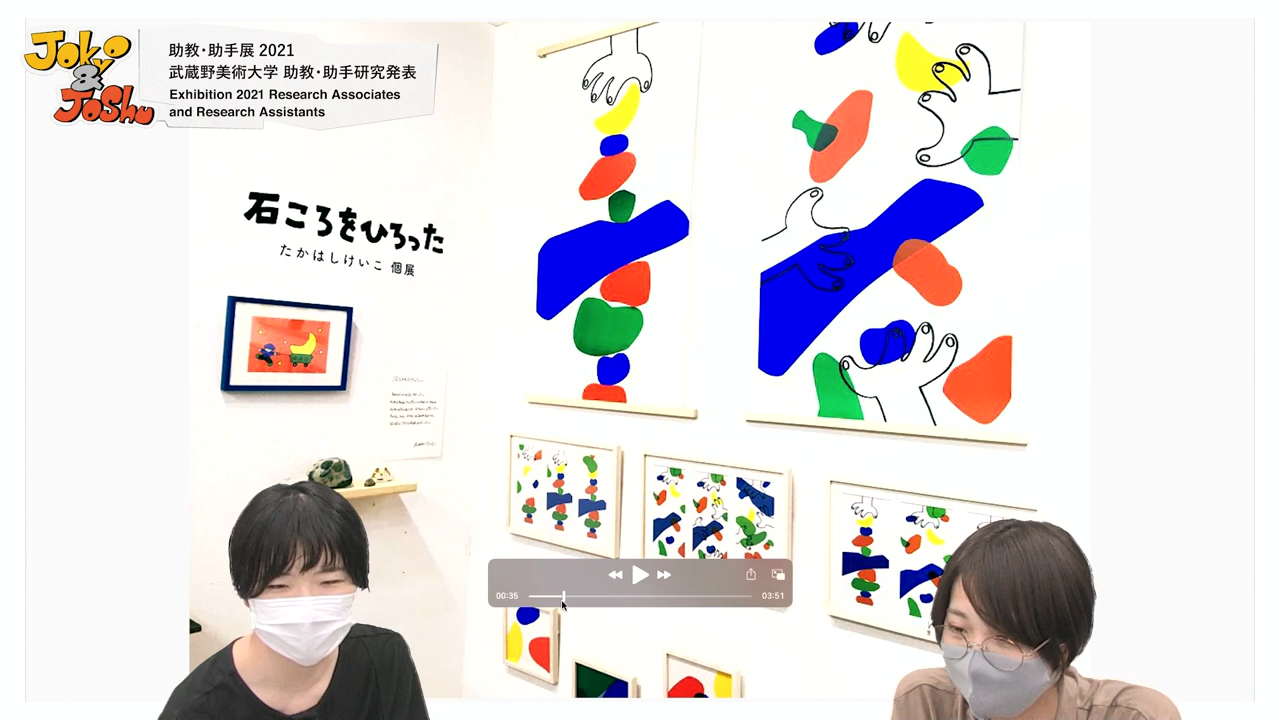 Joky
&
JoShu
助教・助手展 2021
武蔵野美術大学 助教・助手研究発表
Exhibition 2021 Research Associates
and Research Assistants
石ころをひろった
たかはしけいこ 個展
00:35
03:51